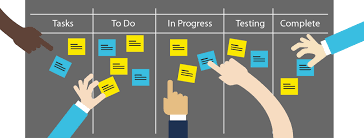 Tasks
To Do
In Progress
Testing
Complete